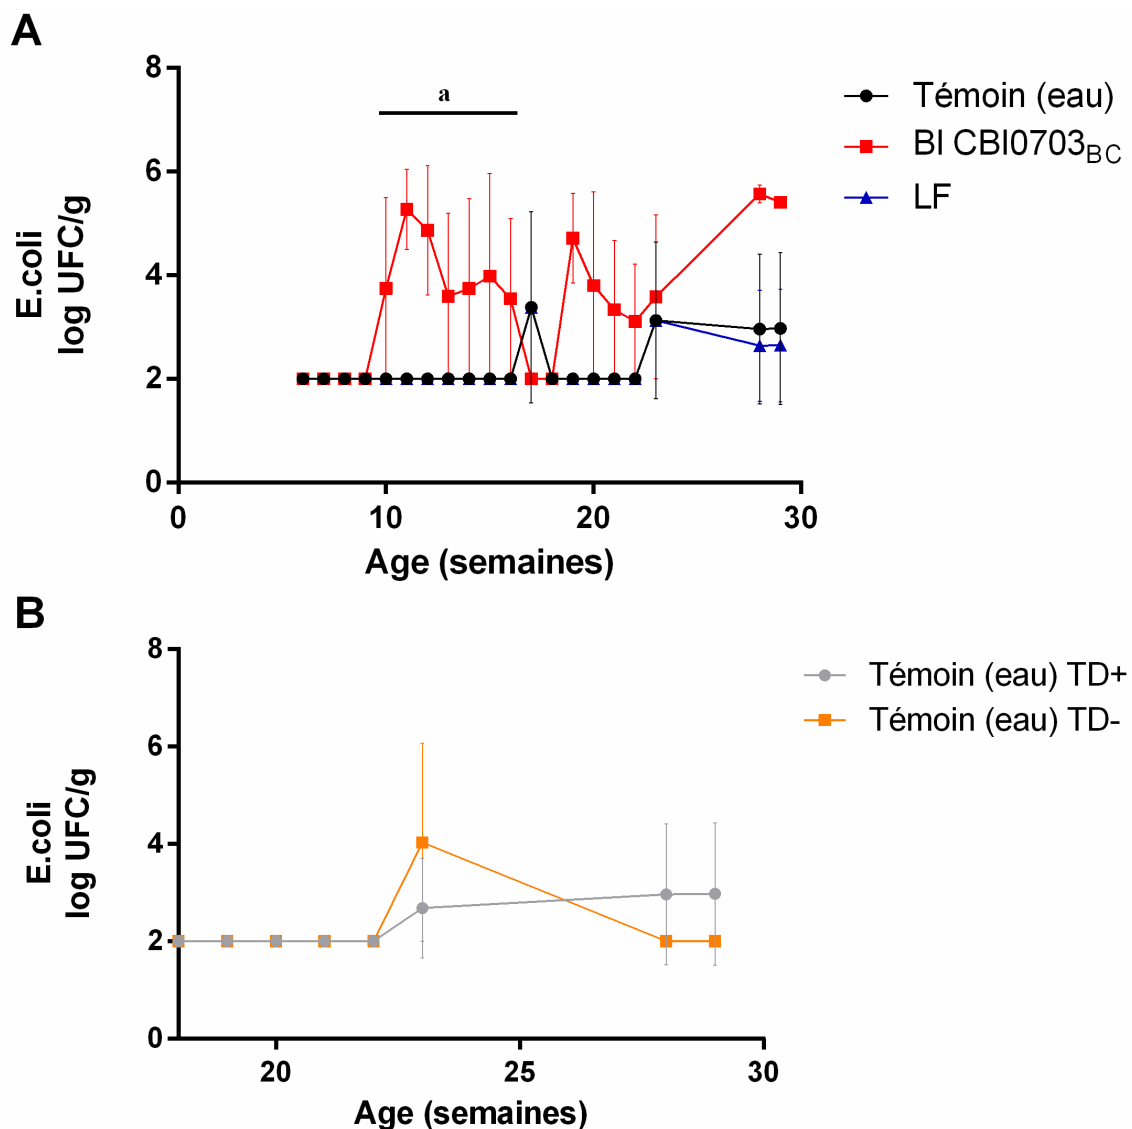 A
8
6
4
2
0
E.coli
log UFC/g
a
0
10
20
30
Age (semaines)
Témoin (eau)
BI CBI0703BC
LF
B
8
6
4
2
0
E.coli
log UFC/g
20
25
30
Age (semaines)
Témoin (eau) TD+
Témoin (eau) TD-